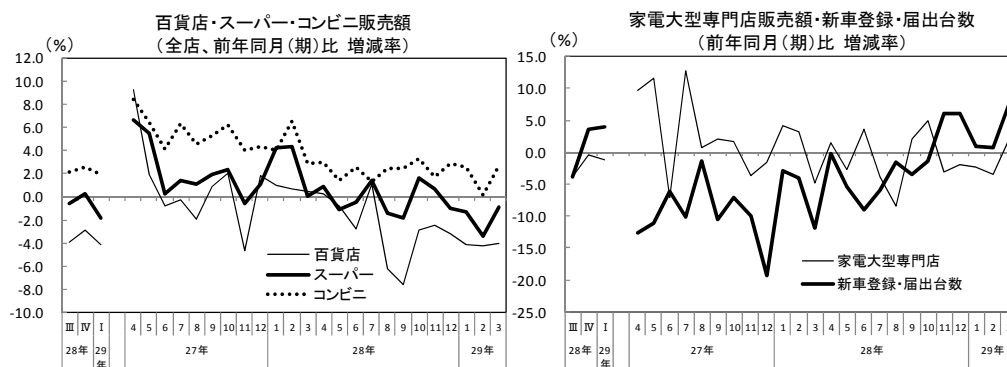 百貨店・スーパー・コンビニ販売額
(全店、前年同月(期)比 増減率)
(%)
12.0
10.0
8.0
6.0
4.0
2.0
0.0
-2.0
-4.0
-6.0
-8.0
-10.0
百貨店
スーパー
コンビニ
Ⅲ Ⅳ Ⅰ 4 5 6 7 8 9 10 11 12 1 2 3 4 5 6 7 8 9 10 11 12 1 2 3
28年 29年 27年 28年 29年
家電大型専門店販売額・新車登録・届出台数
(前年同月(期)比 増減率)
(%)
15.0
10.0
5.0
0.0
-5.0
-10.0
-15.0
-20.0
-25.0
家電大型専門店
新車登録・届出台数
Ⅲ Ⅳ Ⅰ 4 5 6 7 8 9 10 11 12 1 2 3 4 5 6 7 8 9 10 11 12 1 2
28年 29年 27年 28年 29年